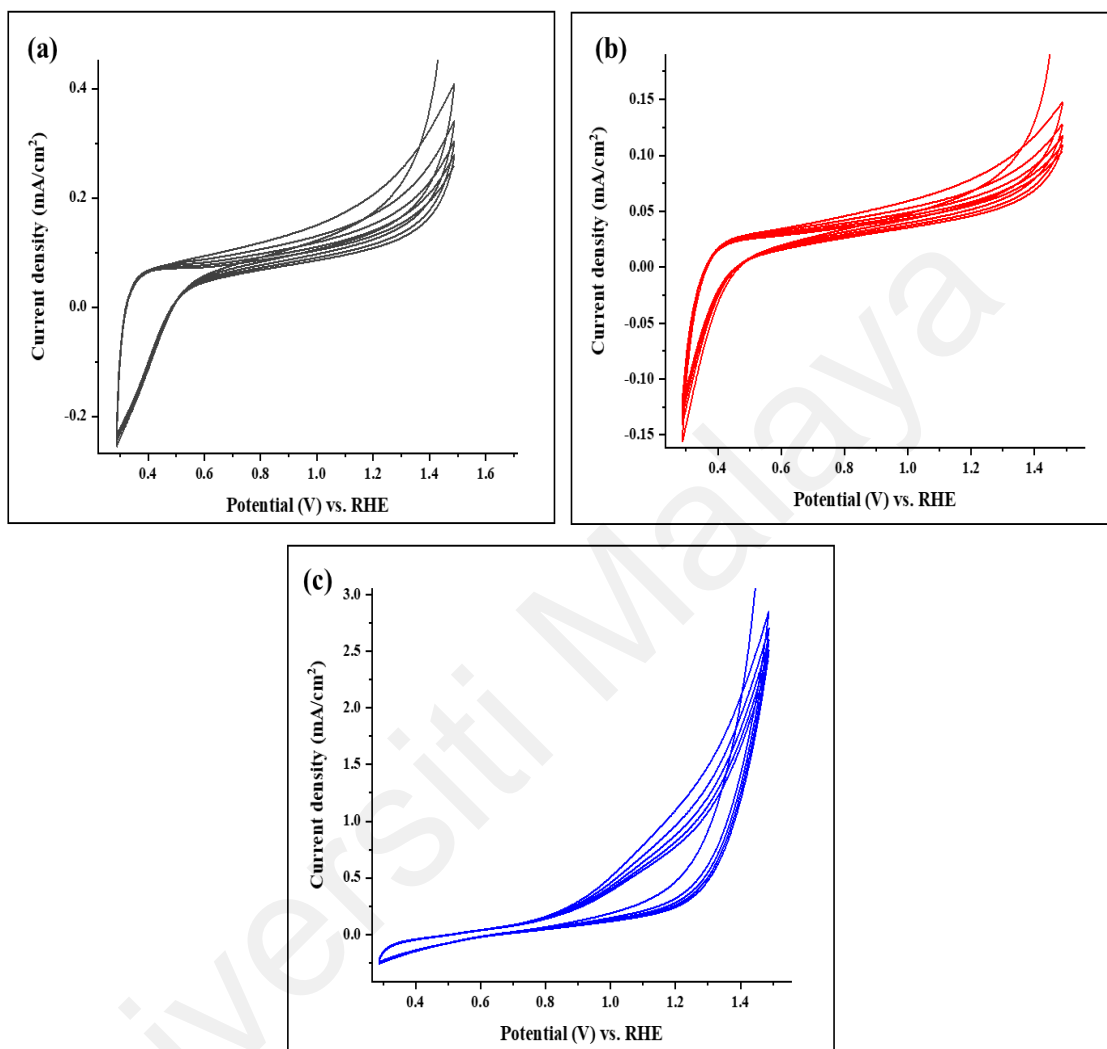 (a)
0.4
0.2
0.0
-0.2
0.4 0.6 0.8 1.0 1.2 1.4 1.6
Current density (mA/cm²)
Potential (V) vs. RHE
(b)
0.15
0.10
0.05
0.00
-0.05
-0.10
-0.15
0.4 0.6 0.8 1.0 1.2 1.4
Current density (mA/cm²)
Potential (V) vs. RHE
(c)
3.0
2.5
2.0
1.5
1.0
0.5
0.0
0.4 0.6 0.8 1.0 1.2 1.4
Current density (mA/cm²)
Potential (V) vs. RHE
iversiti Malaya